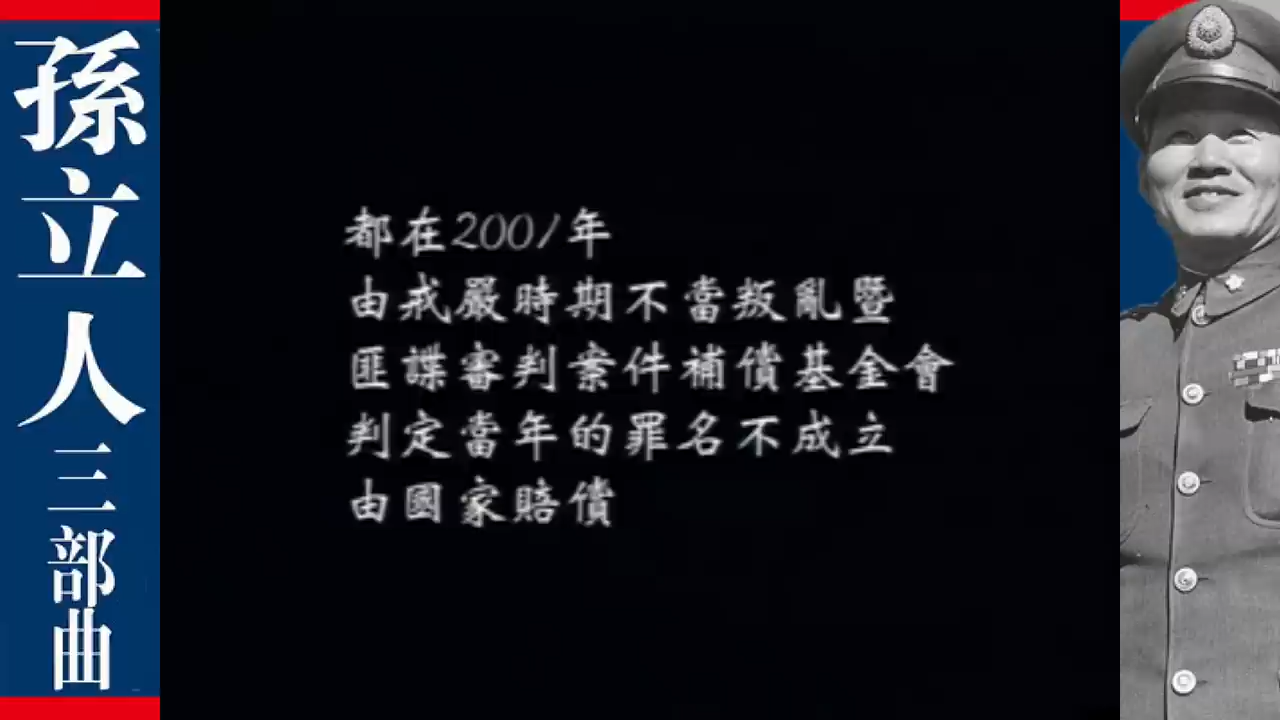 孫立人三部曲
都在2001年
由戒嚴時期不當叛亂暨
匪諜審判案件補償基金會
判定當年的罪名不成立
由國家賠償